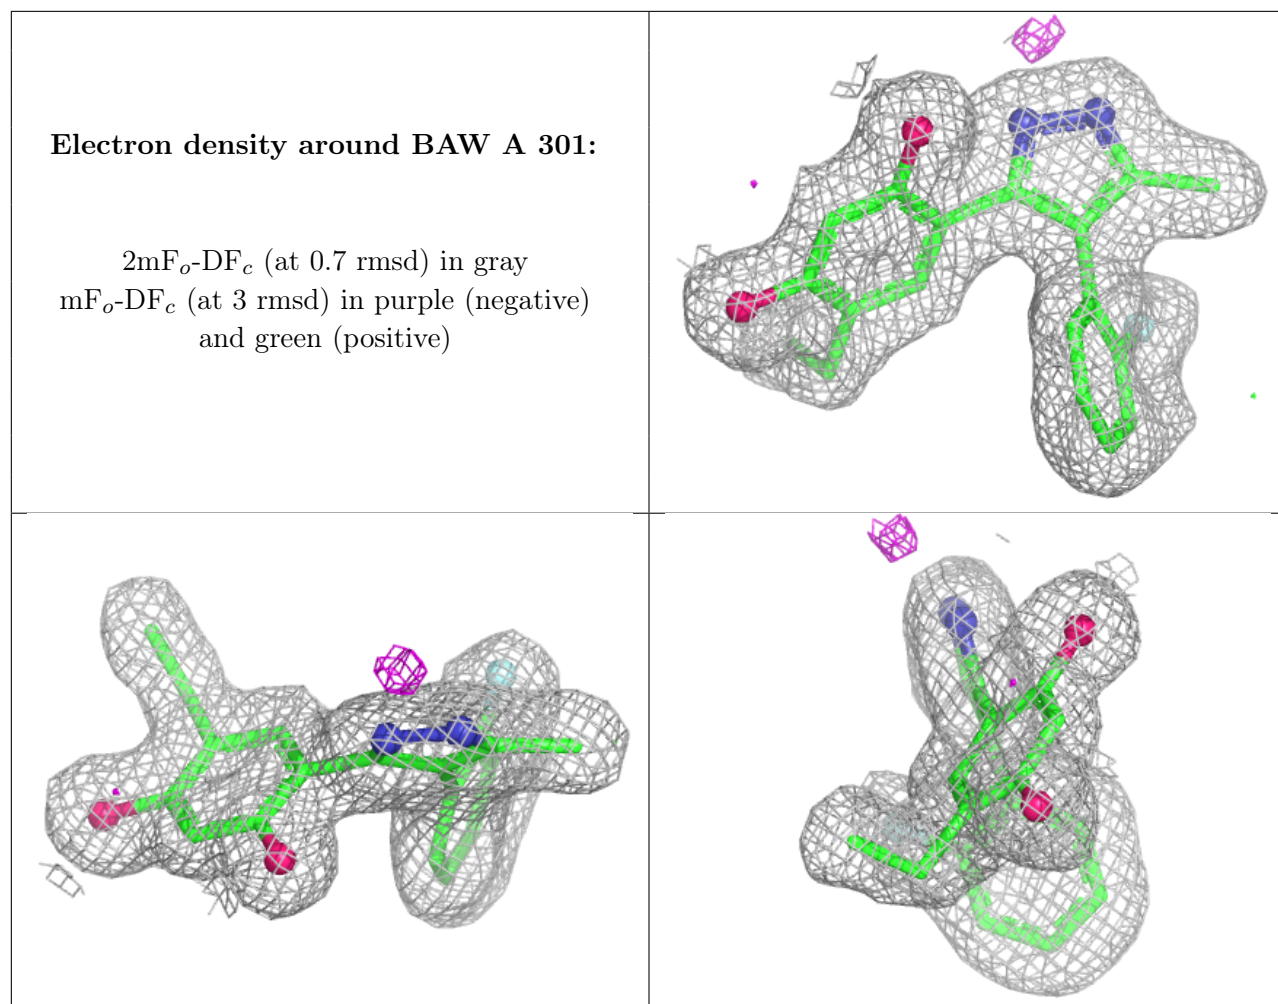 Electron density around BAW A 301:
2mFo-DFc (at 0.7 rmsd) in gray
mFo-DFc (at 3 rmsd) in purple (negative)
and green (positive)